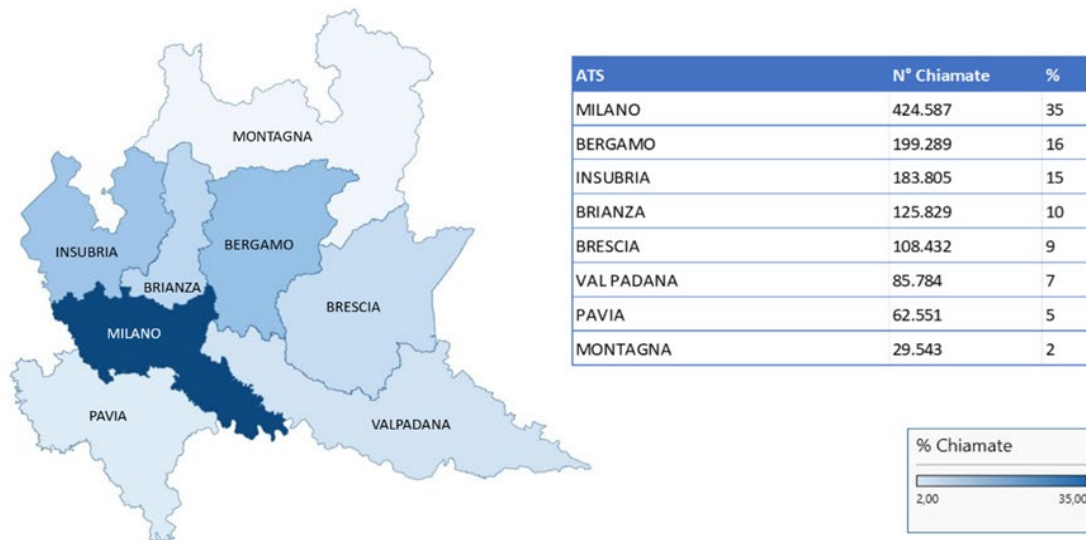 MONTAGNA
INSUBRIA
BERGAMO
BRIANZA
BRESCIA
MILANO
PAVIA
VALPADANA
ATS N° Chiamate %
MILANO 424.587 35
BERGAMO 199.289 16
INSUBRIA 183.805 15
BRIANZA 125.829 10
BRESCIA 108.432 9
VAL PADANA 85.784 7
PAVIA 62.551 5
MONTAGNA 29.543 2
% Chiamate
2,00 35,00